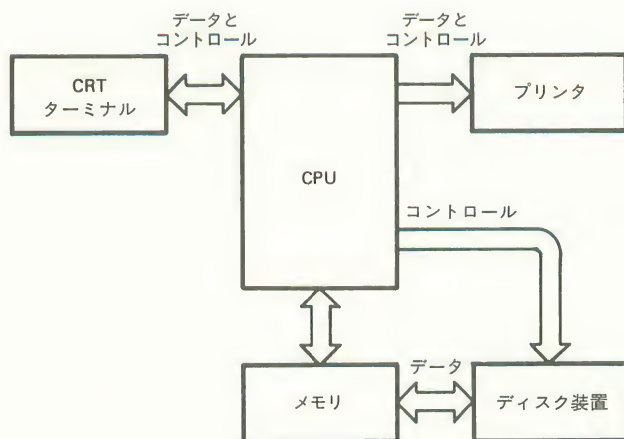 データと
コントロール
データと
コントロール
CRT
ターミナル
プリンタ
CPU
コントロール
データ
メモリ
ディスク装置